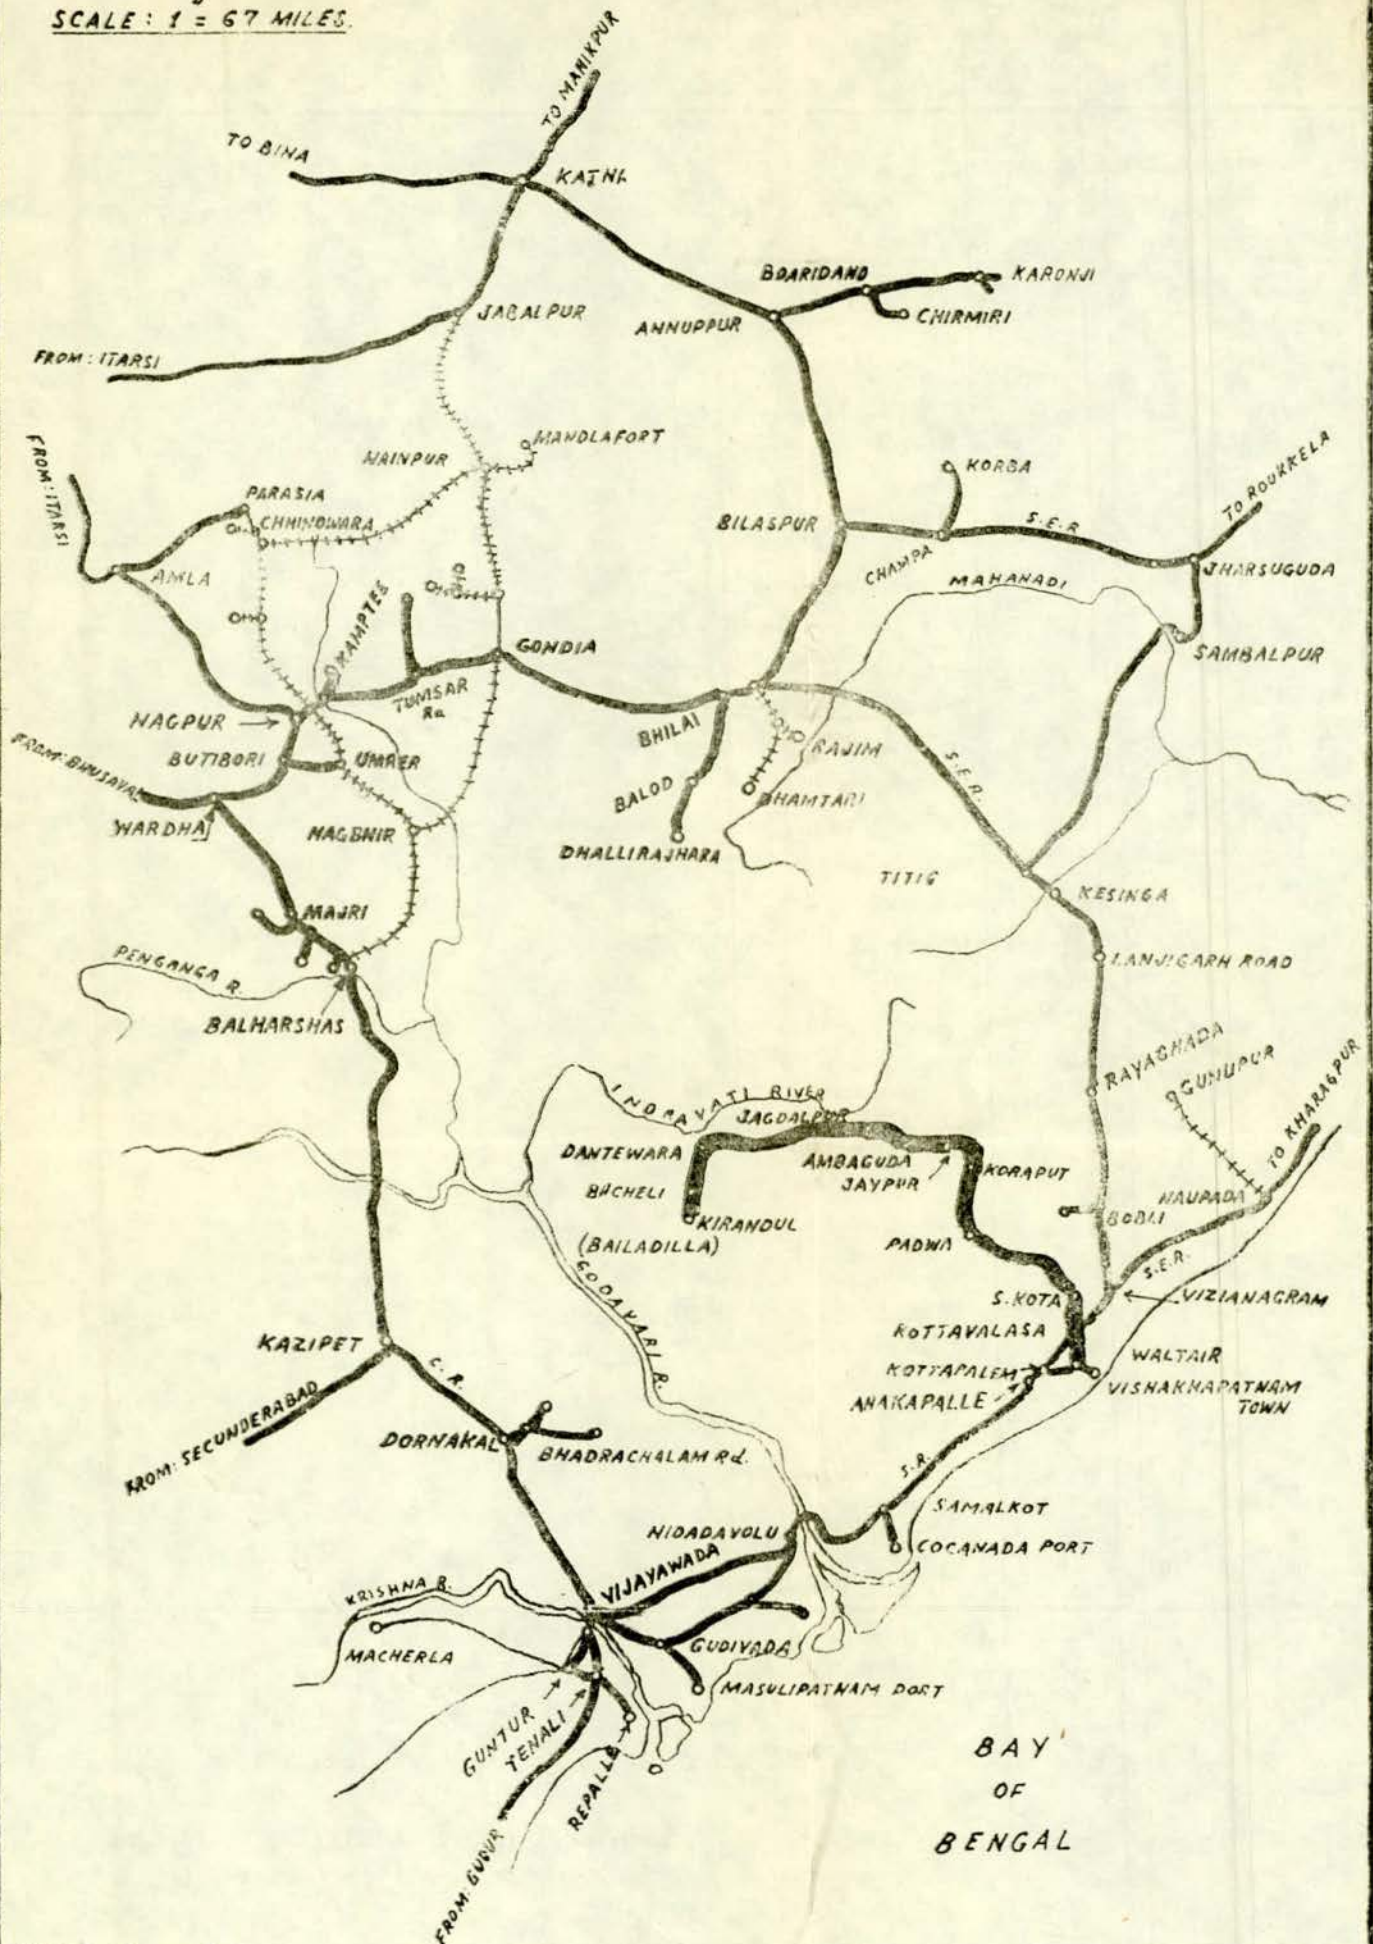 SCALE : 1" = 67 MILES.
TO MANIKPUR
TO BINA
KATNI
BOARIDAND
KARONJI
JABALPUR
ANNUPPUR
CHIRMIRI
FROM: ITARSI
FROM: ITARSI
NAINPUR
MANDLAFORT
KORBA
TO ROURKELA
PARASIA
CHHINDWARA
BILASPUR
S.E.R
CHAMPA
MAHANADI
JHARSUGUDA
AMLA
KAMPTEE
GONDIA
SAMBALPUR
TUMSAR
NAGPUR
BHILAI
RAJIM
S.E.R.
FROM: BHUSAVAL
BUTIBORI
UMRER
BALOD
DHAMTARI
WARDHA
NAGBHIR
DHALLIRAJHARA
TITIG
KESINGA
MAJRI
PENGANGA R.
LANJIGARH ROAD
BALHARSHAS
RAYAGHADA
GUNUPUR
TO KHARAGPUR
INDRAVATI RIVER
JAGDALPUR
DANTEWARA
AMBAGUDA
JAYPUR
KORAPUT
BACHELI
NAUPADA
BOBLI
KIRANDUL
(BAILADILLA)
PADWA
S.E.R.
GODAVARI R.
S.KOTA
VIZIANAGRAM
KAZIPET
KOTTAVALASA
C.R.
KOTTAPALEM
WALTAIR
ANAKAPALLE
VISHAKHAPATNAM
TOWN
FROM: SECUNDERABAD
DORNAKAL
BHADRACHALAM Rd.
S.R.
SAMALKOT
NIDADAVOLU
COCANADA PORT
KRISHNA R.
VIJAYAWADA
MACHERLA
GUDIVADA
MASULIPATNAM PORT
GUNTUR
TENALI
REPALLE
FROM: GUDUR
BAY
OF
BENGAL